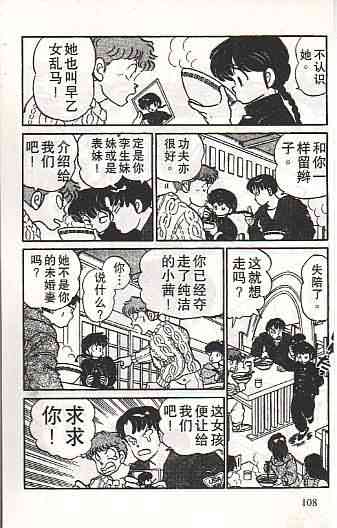 不认识
她。
她也叫早乙
女乱马！
和你一
样留辫
子。
功夫亦
很好。
定是你
孪生妹
妹或是
表妹！
介绍给
我们
吧！
失陪了。
这就想
走吗？
你已经夺
走了纯洁
的小茜！
你…
说什么？
她不是你
的未婚妻
吗？
这女孩
便让给
我们
吧！
求求
你！
108